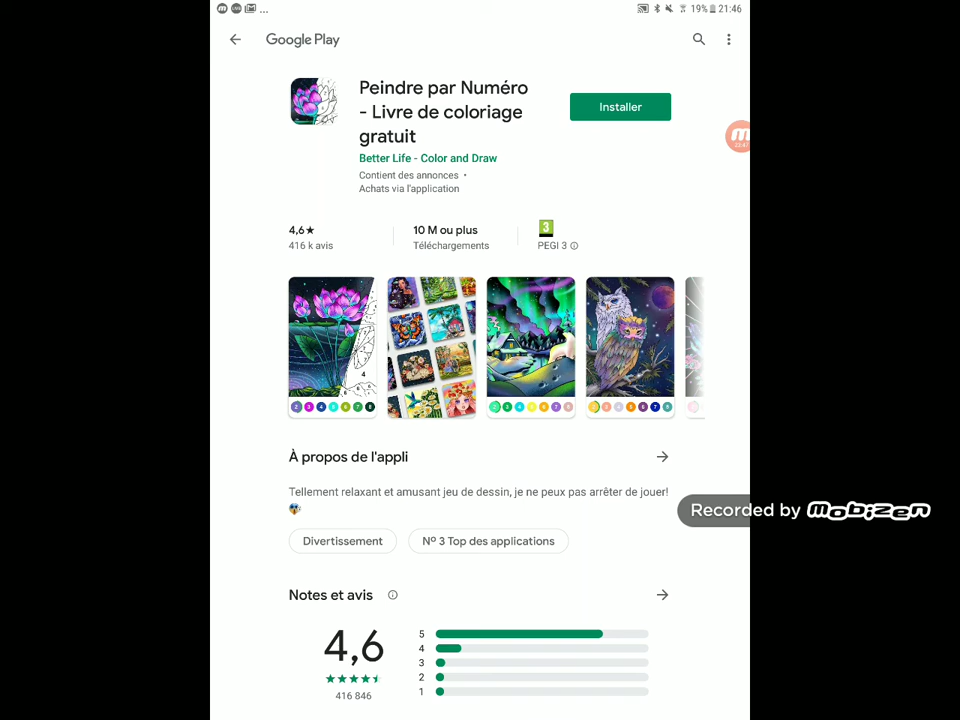 19% 21:46
Google Play
Peindre par Numéro
- Livre de coloriage
gratuit
Installer
Better Life - Color and Draw
Contient des annonces •
Achats via l'application
4,6★
416 k avis
10 M ou plus
Téléchargements
3
PEGI 3
À propos de l'appli
Tellement relaxant et amusant jeu de dessin, je ne peux pas arrêter de jouer!
Recorded by mobizen
Divertissement
Nº 3 Top des applications
Notes et avis
4,6
416 846
5
4
3
2
1